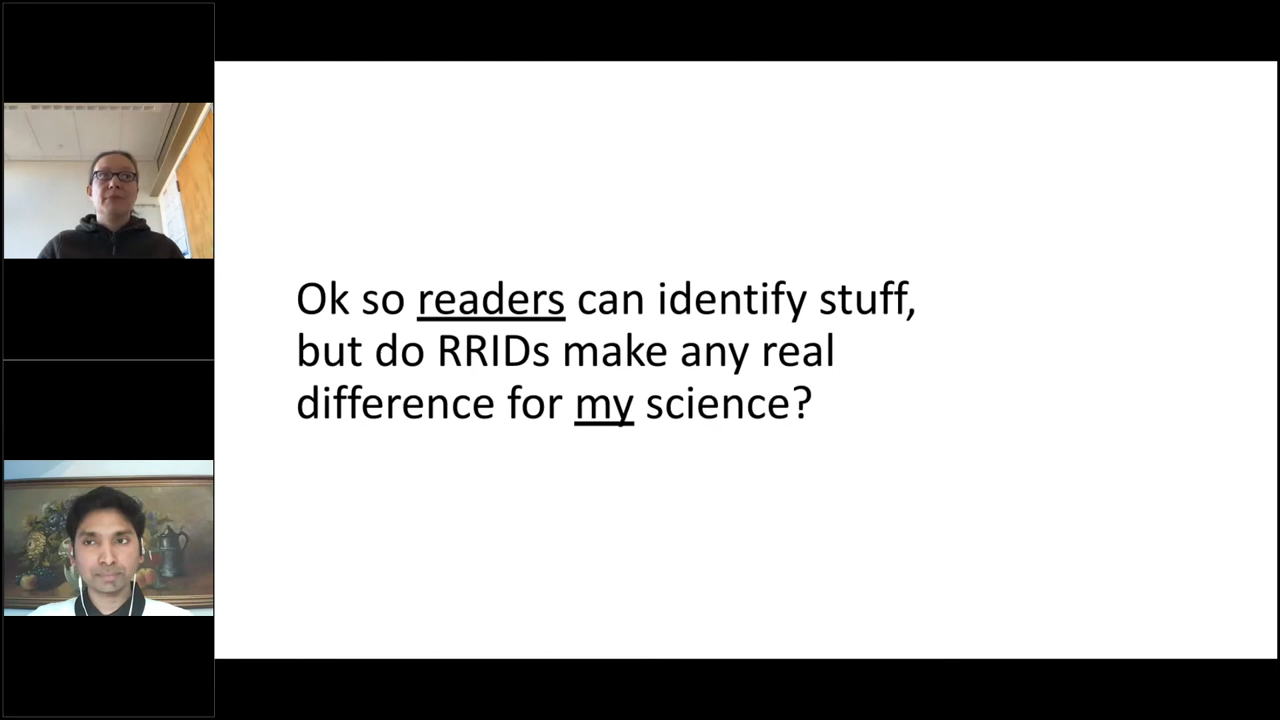 Ok so readers can identify stuff,
but do RRIDs make any real
difference for my science?